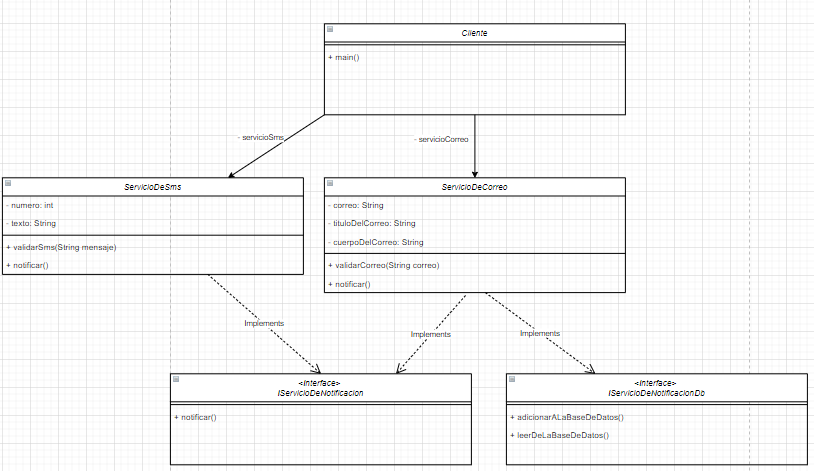 Cliente
+ main()
- servicioSms
- servicioCorreo
ServicioDeSms
- numero: int
- texto: String
+ validarSms(String mensaje)
+ notificar()
ServicioDeCorreo
- correo: String
- tituloDelCorreo: String
- cuerpoDelCorreo: String
+ validarCorreo(String correo)
+ notificar()
Implements
Implements
Implements
<Interface>
IServicioDeNotificacion
+ notificar()
<Interface>
IServicioDeNotificacionDb
+ adicionarALaBaseDeDatos()
+ leerDeLaBaseDeDatos()